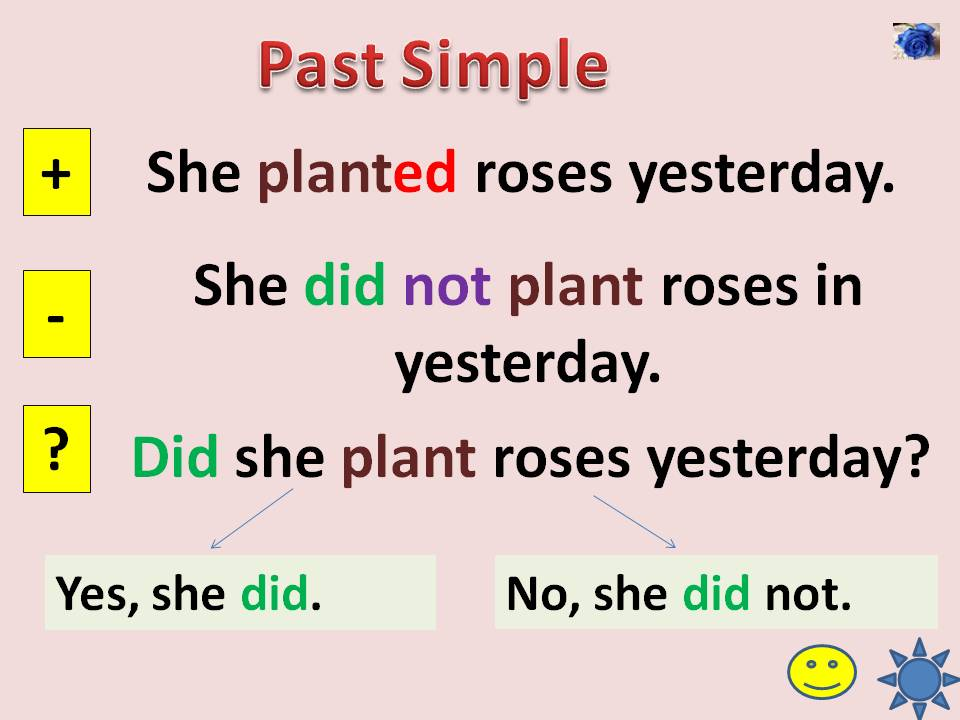 Past Simple
+ She planted roses yesterday.
- She did not plant roses in
yesterday.
? Did she plant roses yesterday?
Yes, she did.
No, she did not.